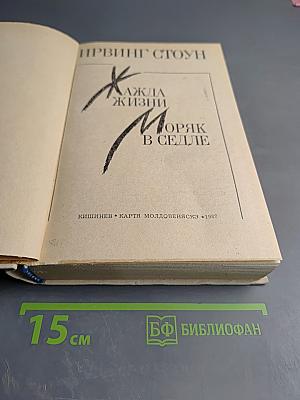 ИРВИНГ СТОУН
ЖАЖДА
ЖИЗНИ
МОРЯК
В СЕДЛЕ
КИШИНЕВ • КАРТЯ МОЛДОВЕНЯСКЭ • 1987
15 см
БФ БИБЛИОФАН